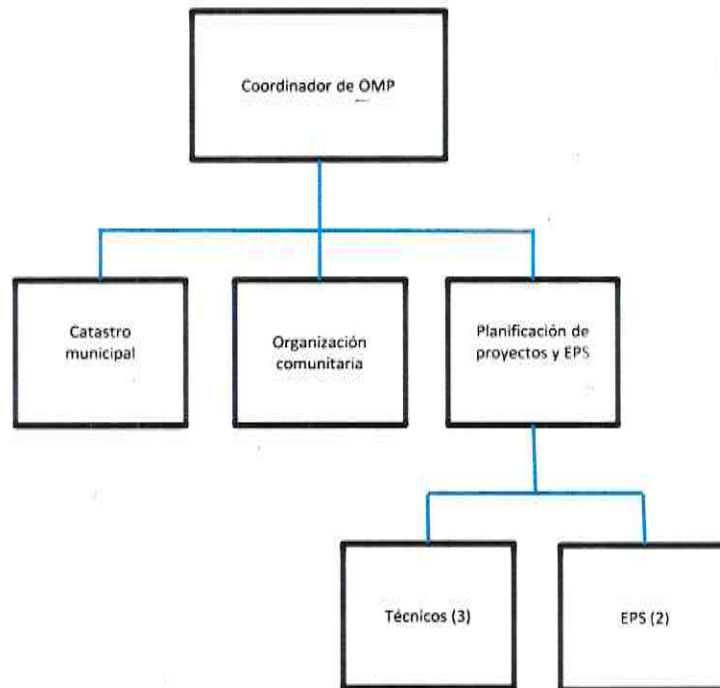 Coordinador de OMP
Catastro
municipal
Organización
comunitaria
Planificación de
proyectos y EPS
Técnicos (3)
EPS (2)